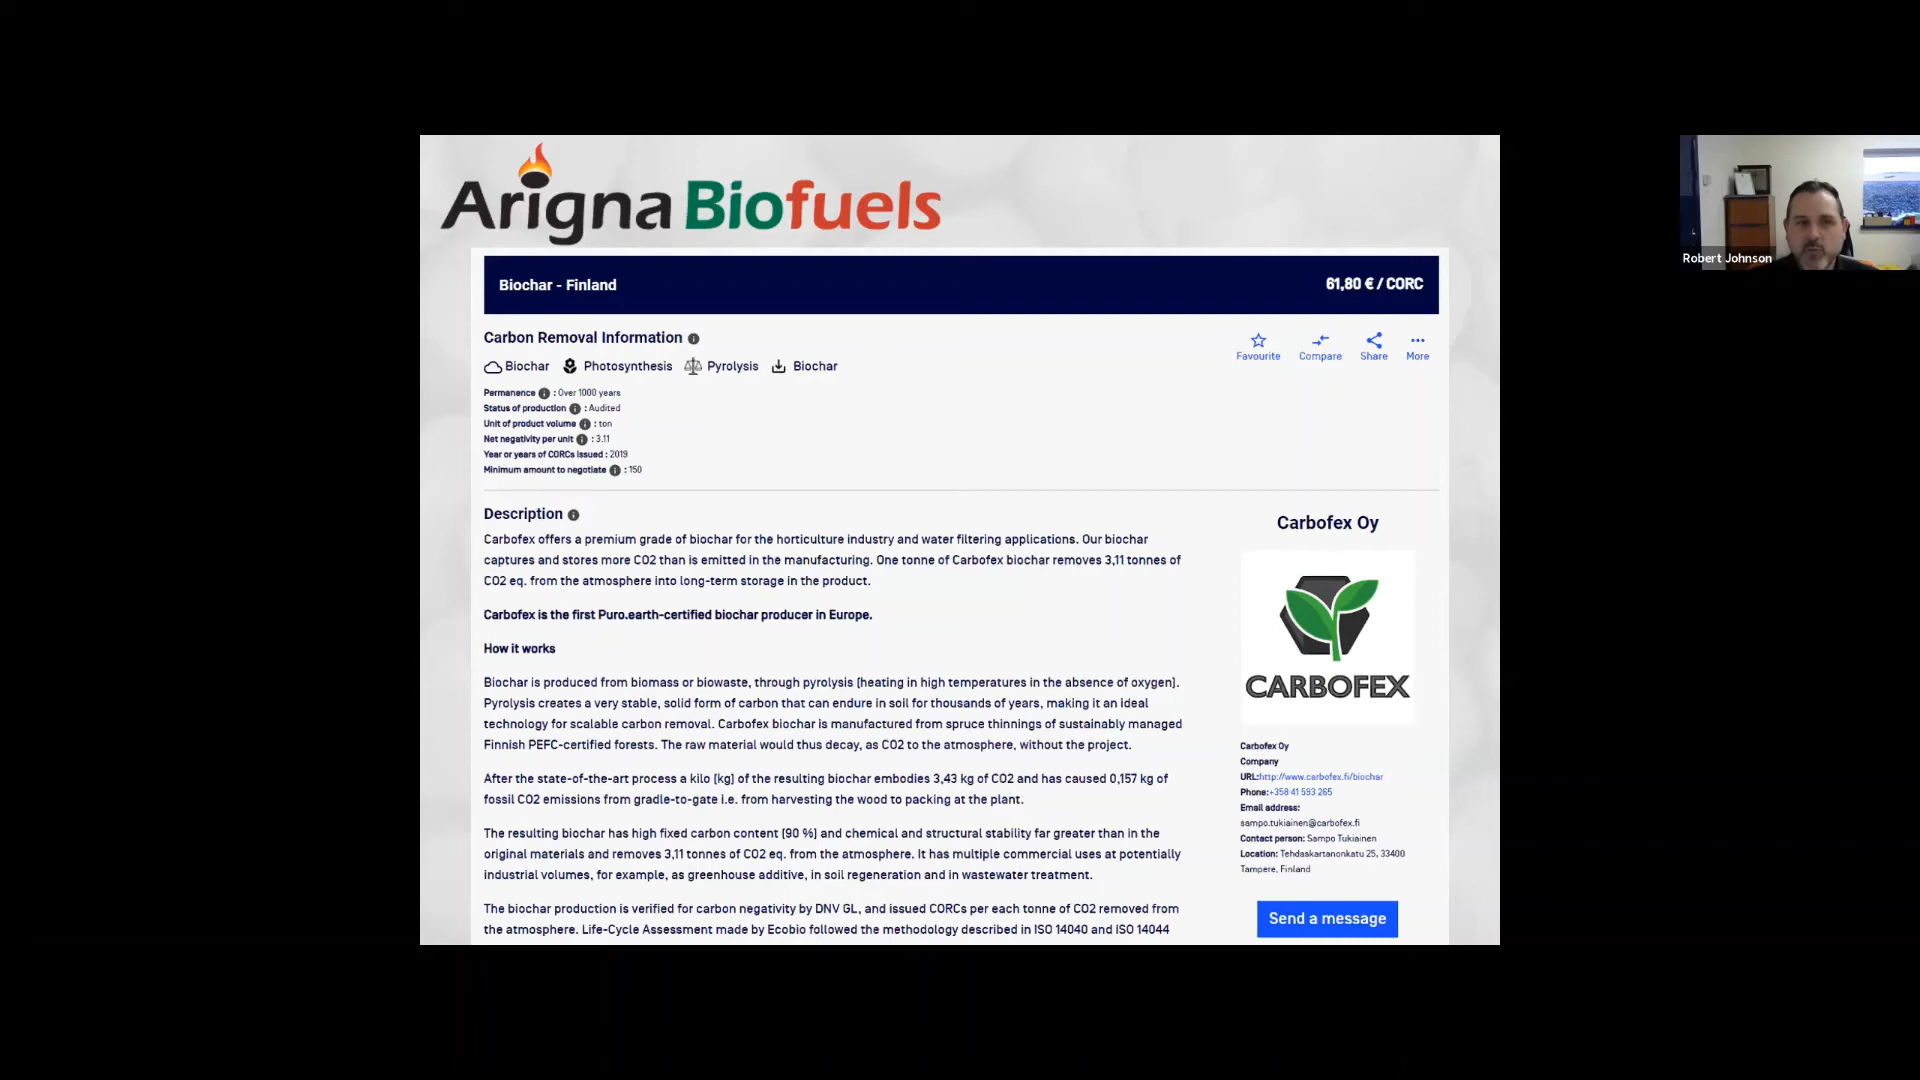 Arigna Biofuels
Robert Johnson
Biochar - Finland
61,80 € / CORC
Carbon Removal Information
Favourite Compare Share More
Biochar Photosynthesis Pyrolysis Biochar
Permanence : Over 1000 years
Status of production : Audited
Unit of product volume : ton
Net negativity per unit : 3.11
Year or years of CORCs issued : 2019
Minimum amount to negotiate : 150
Description
Carbofex offers a premium grade of biochar for the horticulture industry and water filtering applications. Our biochar
captures and stores more CO2 than is emitted in the manufacturing. One tonne of Carbofex biochar removes 3,11 tonnes of
CO2 eq. from the atmosphere into long-term storage in the product.
Carbofex is the first Puro.earth-certified biochar producer in Europe.
How it works
Biochar is produced from biomass or biowaste, through pyrolysis (heating in high temperatures in the absence of oxygen).
Pyrolysis creates a very stable, solid form of carbon that can endure in soil for thousands of years, making it an ideal
technology for scalable carbon removal. Carbofex biochar is manufactured from spruce thinnings of sustainably managed
Finnish PEFC-certified forests. The raw material would thus decay, as CO2 to the atmosphere, without the project.
After the state-of-the-art process a kilo (kg) of the resulting biochar embodies 3,43 kg of CO2 and has caused 0,157 kg of
fossil CO2 emissions from gradle-to-gate i.e. from harvesting the wood to packing at the plant.
The resulting biochar has high fixed carbon content (90 %) and chemical and structural stability far greater than in the
original materials and removes 3,11 tonnes of CO2 eq. from the atmosphere. It has multiple commercial uses at potentially
industrial volumes, for example, as greenhouse additive, in soil regeneration and in wastewater treatment.
The biochar production is verified for carbon negativity by DNV GL, and issued CORCs per each tonne of CO2 removed from
the atmosphere. Life-Cycle Assessment made by Ecobio followed the methodology described in ISO 14040 and ISO 14044
Carbofex Oy
CARBOFEX
Carbofex Oy
Company
URL:http://www.carbofex.fi/biochar
Phone:+358 41 593 265
Email address:
sampo.tukiainen@carbofex.fi
Contact person: Sampo Tukiainen
Location: Tehdaskartanonkatu 25, 33400
Tampere, Finland
Send a message